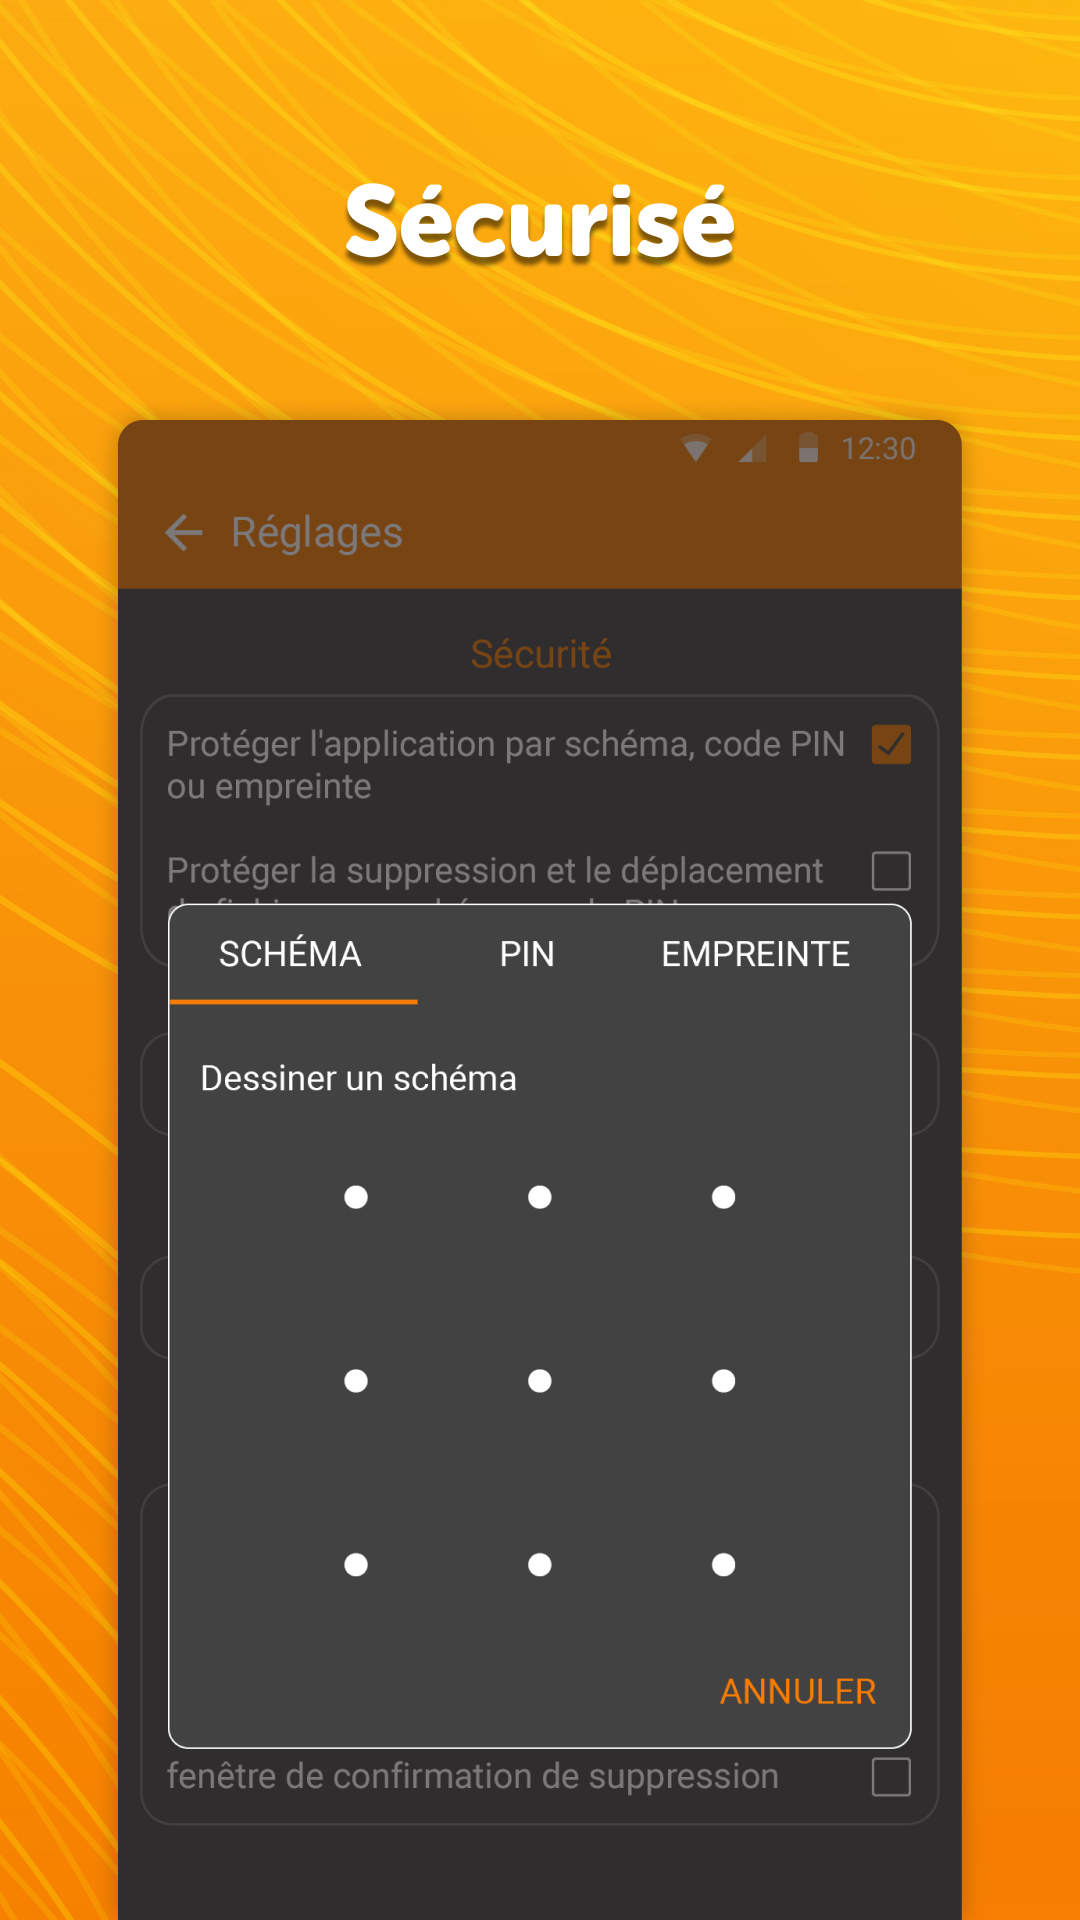 Sécurisé
12:30
Réglages
Sécurité
Protéger l'application par schéma, code PIN
ou empreinte
Protéger la suppression et le déplacement
SCHÉMA PIN EMPREINTE
Dessiner un schéma
ANNULER
fenêtre de confirmation de suppression